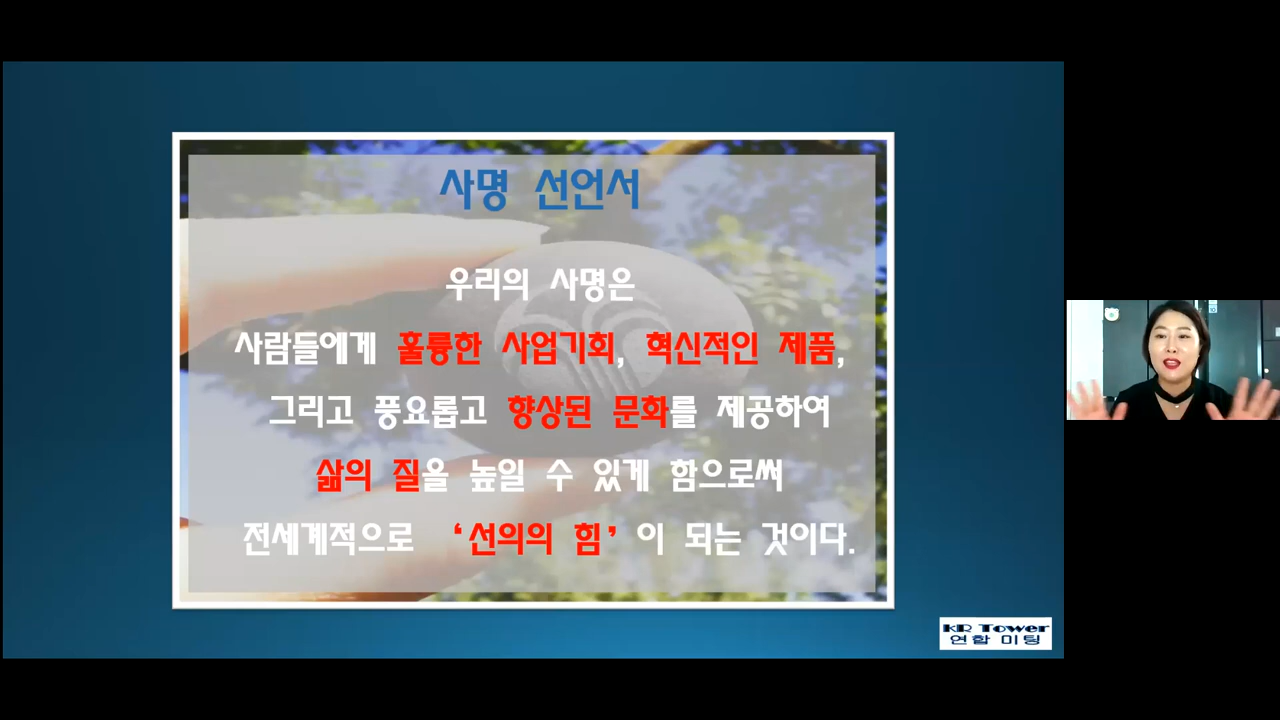 사명 선언서
우리의 사명은
사람들에게 훌륭한 사업기회, 혁신적인 제품,
그리고 풍요롭고 향상된 문화를 제공하여
삶의 질을 높일 수 있게 함으로써
전세계적으로 ‘선의의 힘’이 되는 것이다.
KR Tower
연합 미팅